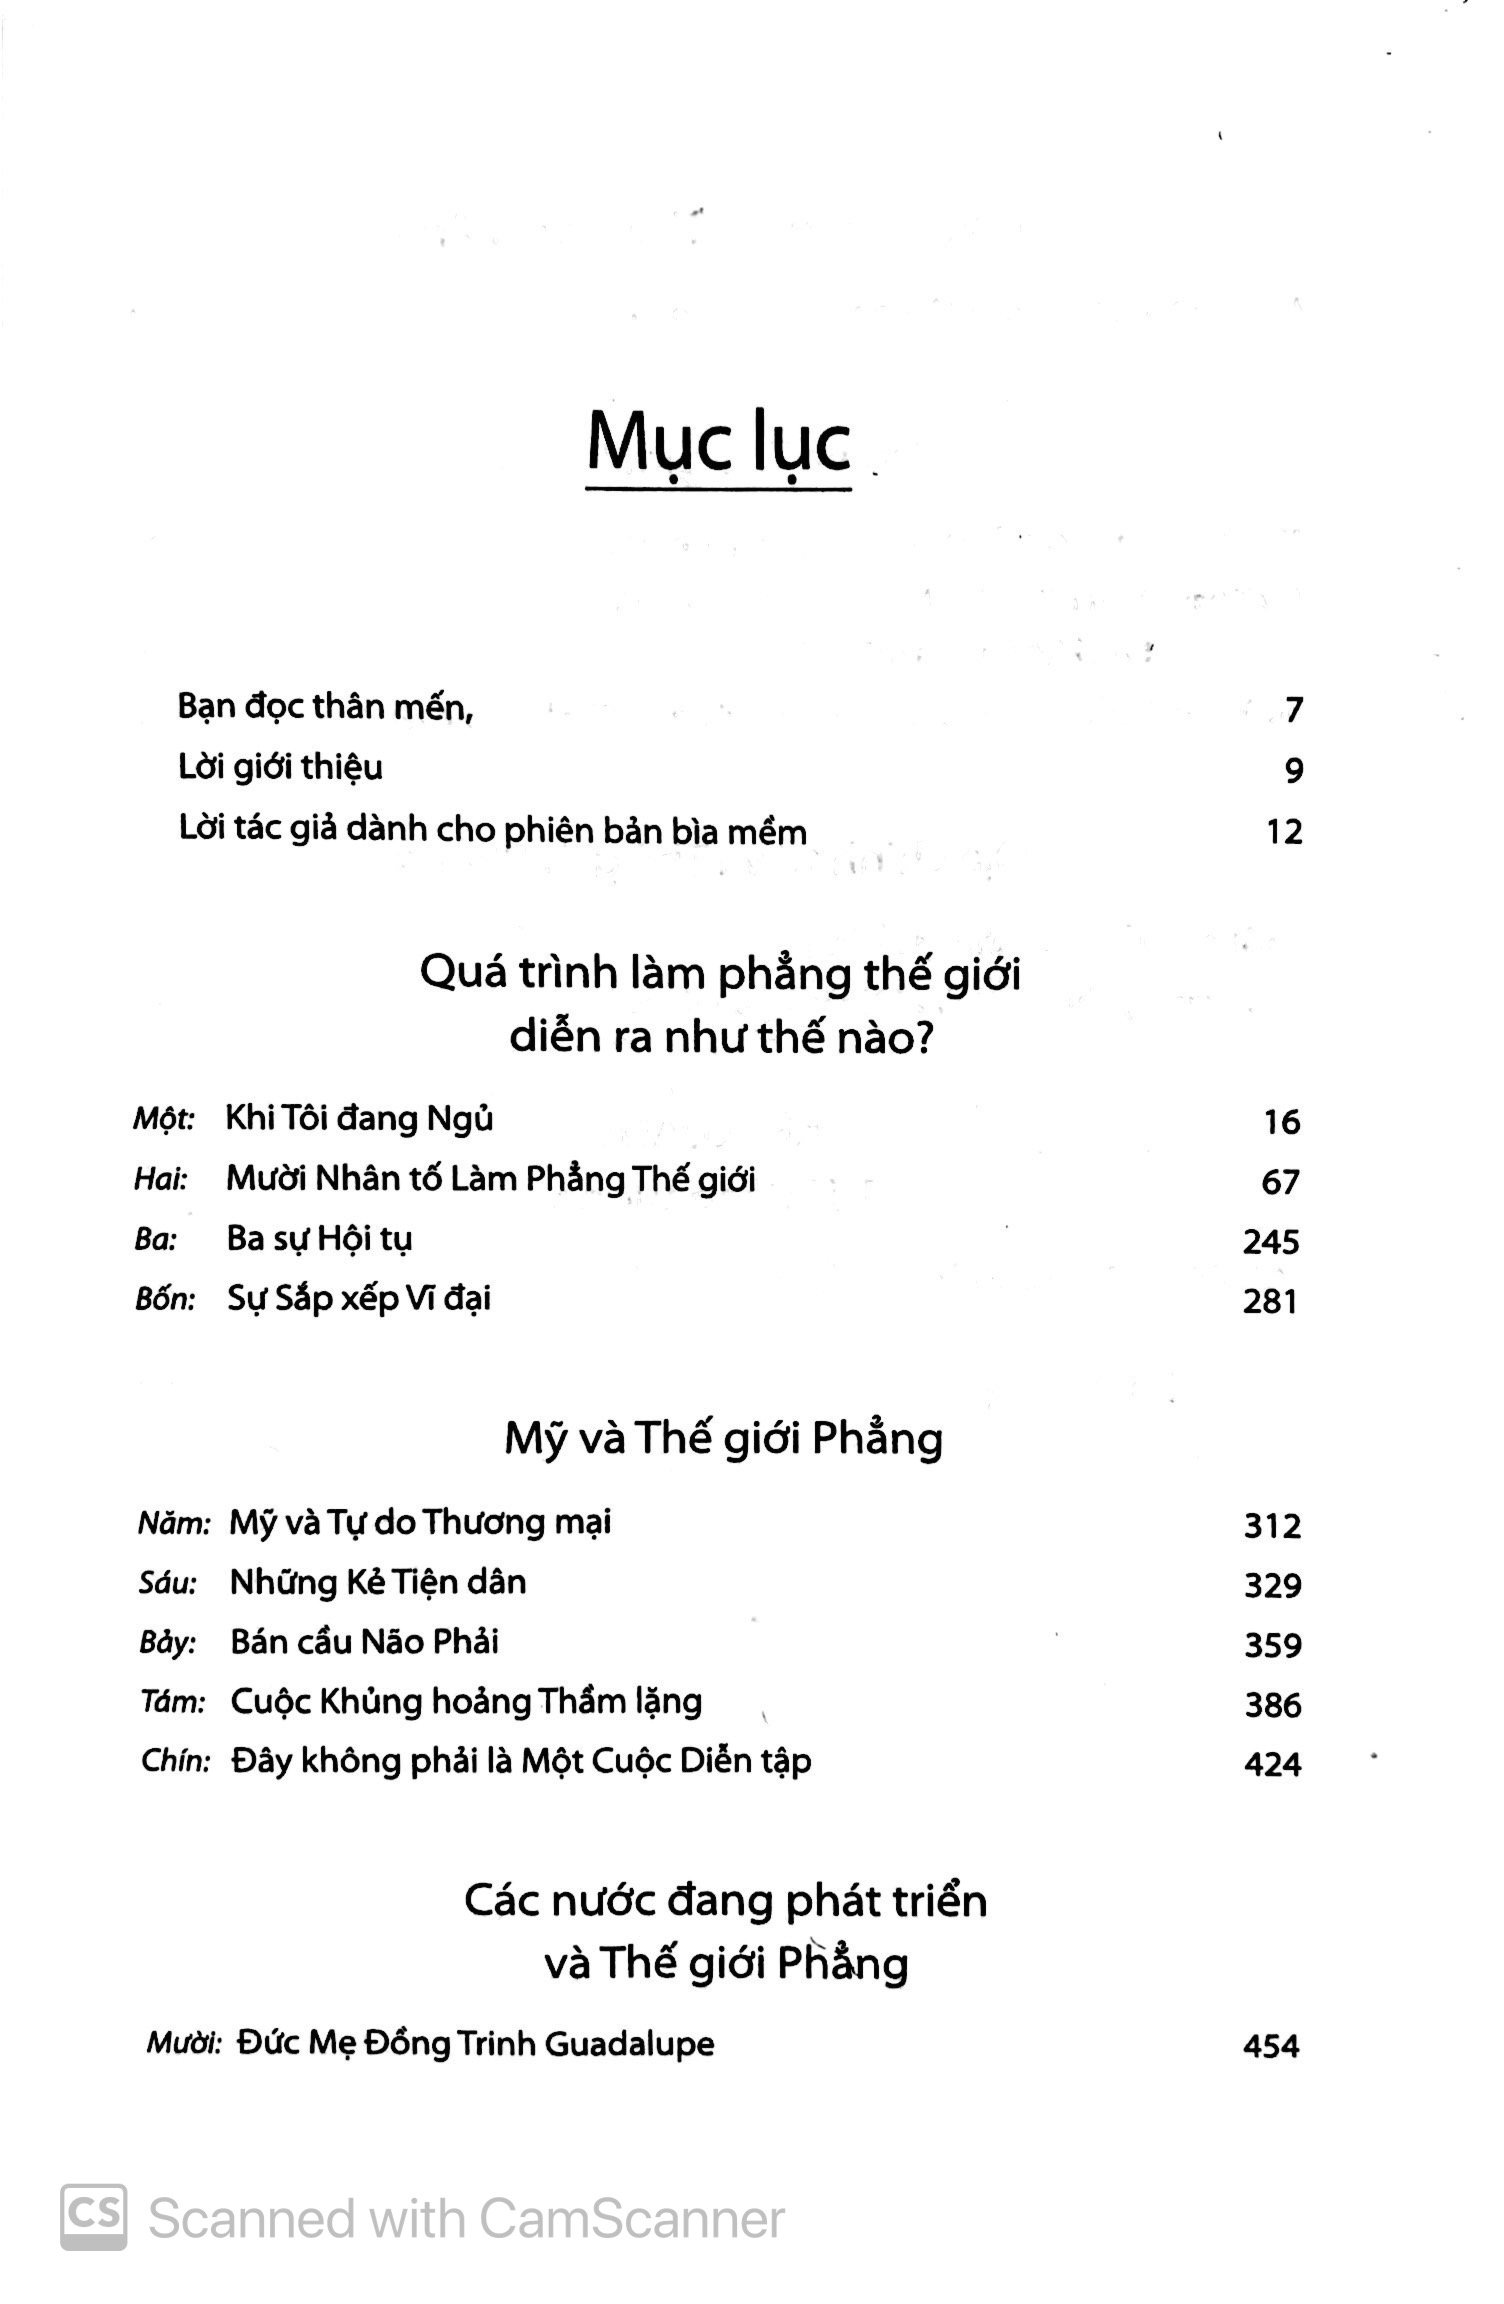 Mục lục
Bạn đọc thân mến, 7
Lời giới thiệu 9
Lời tác giả dành cho phiên bản bìa mềm 12
Quá trình làm phẳng thế giới
diễn ra như thế nào?
Một: Khi Tôi đang Ngủ 16
Hai: Mười Nhân tố Làm Phẳng Thế giới 67
Ba: Ba sự Hội tụ 245
Bốn: Sự Sắp xếp Vĩ đại 281
Mỹ và Thế giới Phẳng
Năm: Mỹ và Tự do Thương mại 312
Sáu: Những Kẻ Tiện dân 329
Bảy: Bán cầu Não Phải 359
Tám: Cuộc Khủng hoảng Thầm lặng 386
Chín: Đây không phải là Một Cuộc Diễn tập 424
Các nước đang phát triển
và Thế giới Phẳng
Mười: Đức Mẹ Đồng Trinh Guadalupe 454
CS Scanned with CamScanner